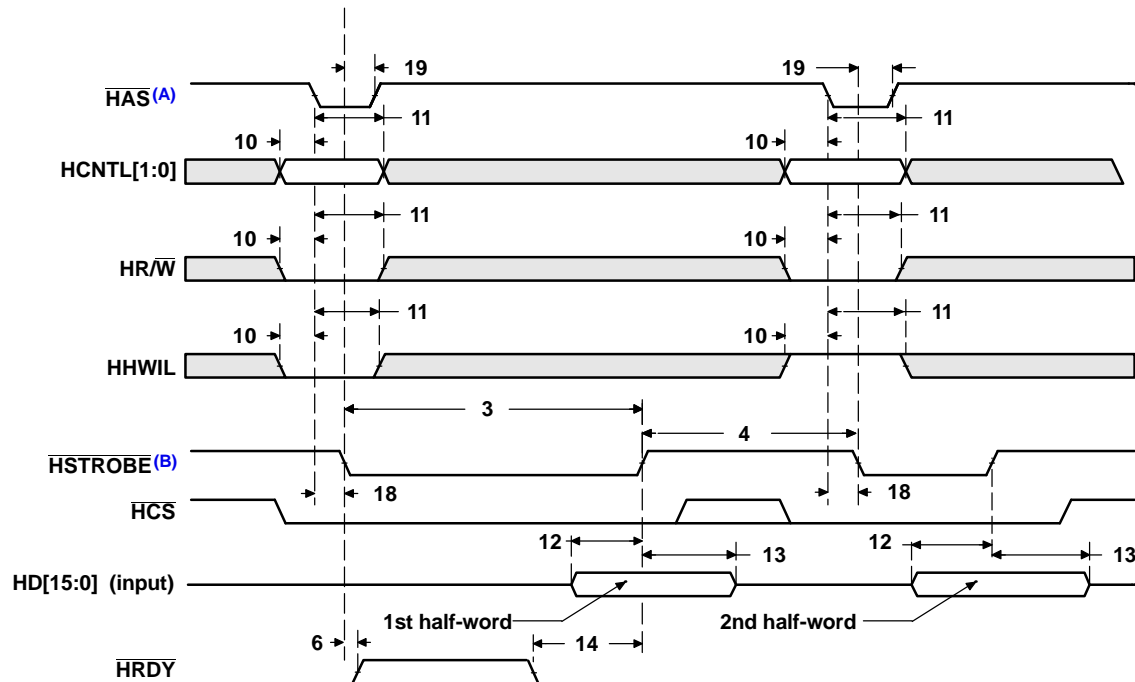 19 19
HAS(A)
11 11
10 10
HCNTL[1:0]
11 11
10 10
HR/W
11 11
10 10
HHWIL
3
4
HSTROBE(B)
18 18
HCS
12 12
13 13
HD[15:0] (input)
1st half-word 2nd half-word
6 14
HRDY